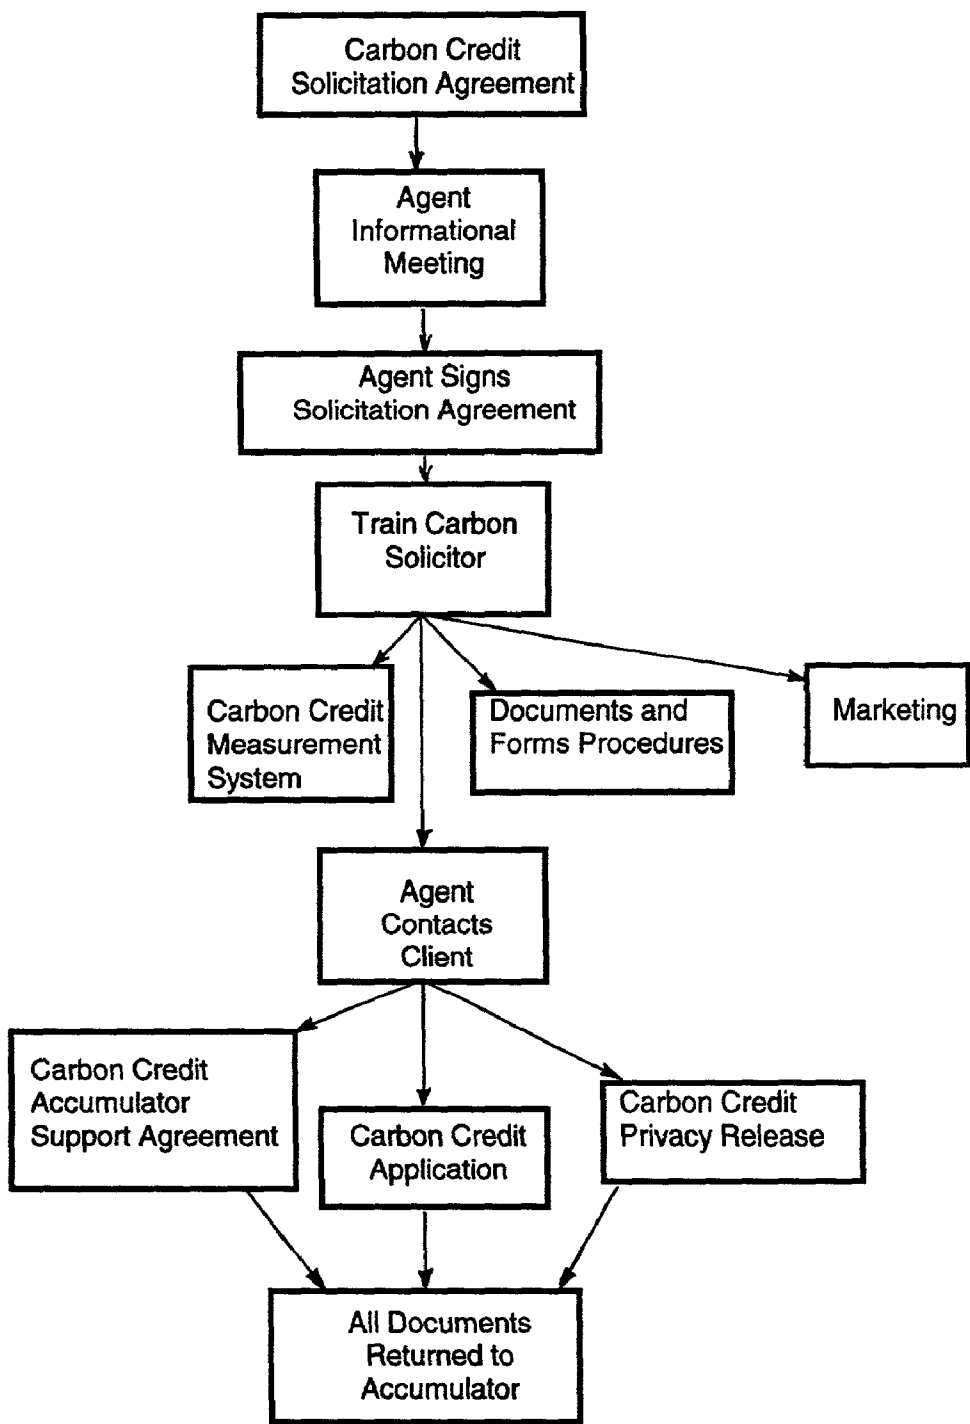 Carbon Credit
Solicitation Agreement
Agent
Informational
Meeting
Agent Signs
Solicitation Agreement
Train Carbon
Solicitor
Carbon Credit
Measurement
System
Documents and
Forms Procedures
Marketing
Agent
Contacts
Client
Carbon Credit
Accumulator
Support Agreement
Carbon Credit
Application
Carbon Credit
Privacy Release
All Documents
Returned to
Accumulator